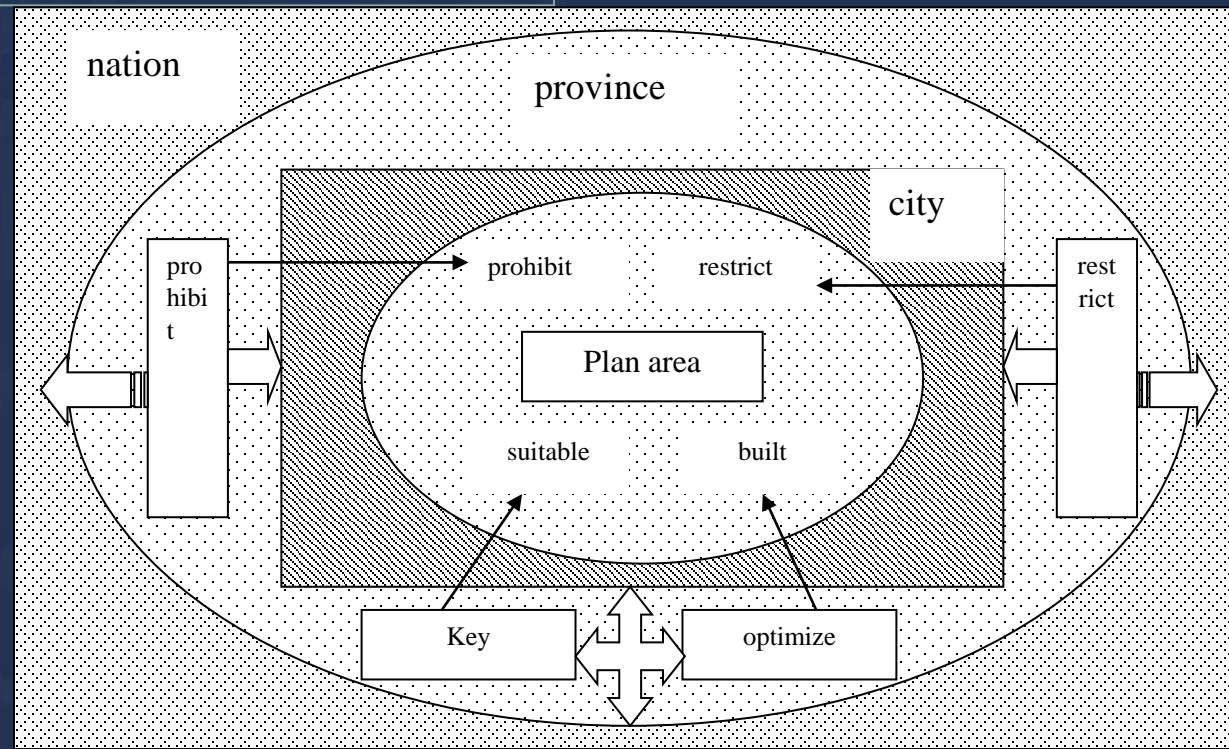 nation
province
city
pro
hibi
t
prohibit
restrict
rest
rict
Plan area
suitable
built
Key
optimize